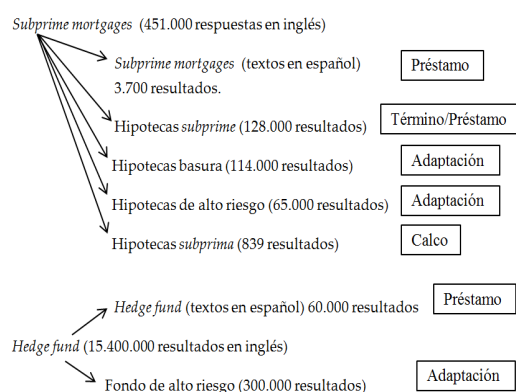 Subprime mortgages (451.000 respuestas en inglés)
Subprime mortgages (textos en español) Préstamo
3.700 resultados.
Hipotecas subprime (128.000 resultados) Término/Préstamo
Hipotecas basura (114.000 resultados) Adaptación
Hipotecas de alto riesgo (65.000 resultados) Adaptación
Hipotecas subprima (839 resultados) Calco
Hedge fund (textos en español) 60.000 resultados Préstamo
Hedge fund (15.400.000 resultados en inglés)
Fondo de alto riesgo (300.000 resultados) Adaptación